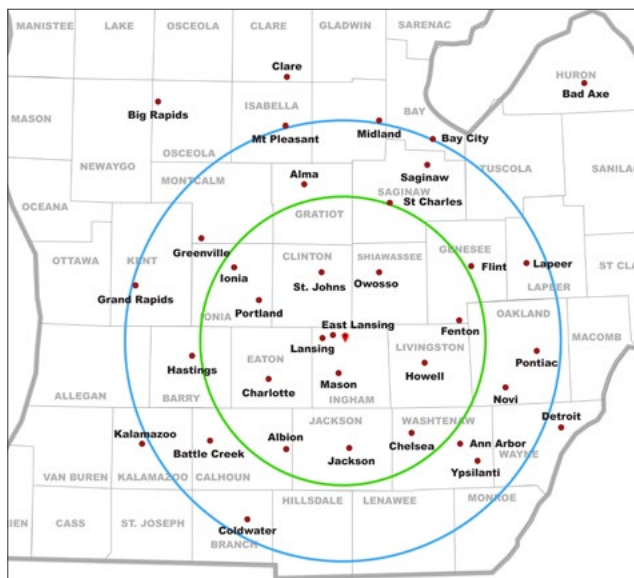 MANISTEE
LAKE
OSCEOLA
CLARE
GLADWIN
SARENAC
Clare
HURON
Bad Axe
Big Rapids
ISABELLA
BAY
MASON
Mt Pleasant
Midland
Bay City
OSCEOLA
NEWAYGO
MONTCALM
Saginaw
TUSCOLA
SANILAC
Alma
SAGINAW
St Charles
OCEANA
GRATIOT
Greenville
GENESEE
OTTAWA
KENT
Ionia
CLINTON
SHIAWASSEE
Flint
Lapeer
ST CL
St. Johns
Owosso
LAPEER
Grand Rapids
Portland
IONIA
OAKLAND
East Lansing
Fenton
MACOMB
Lansing
LIVINGSTON
Hastings
EATON
Pontiac
Mason
Howell
Charlotte
INGHAM
ALLEGAN
BARRY
Novi
Detroit
JACKSON
WASHTENAW
Kalamazoo
Albion
Chelsea
Ann Arbor
Battle Creek
WAYNE
Jackson
Ypsilanti
VAN BUREN
KALAMAZOO
CALHOUN
HILLSDALE
LENAWEE
MONROE
RIEN
CASS
ST. JOSEPH
Coldwater
BRANCH